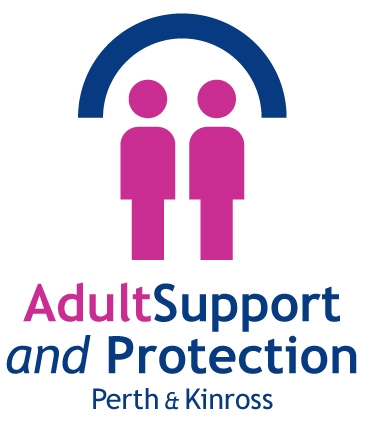 AdultSupport
and Protection
Perth & Kinross